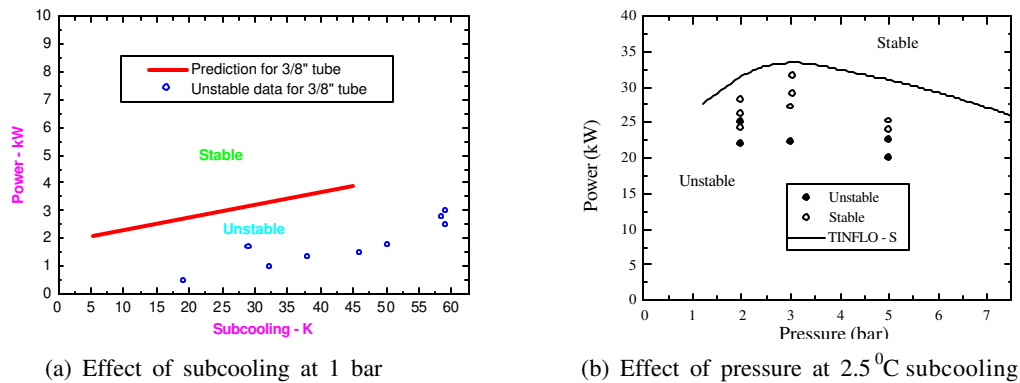 10
9
8
7
6
5
4
3
2
1
0
Power - kW
Prediction for 3/8" tube
Unstable data for 3/8" tube
Stable
Unstable
0 5 10 15 20 25 30 35 40 45 50 55 60
Subcooling - K
(a) Effect of subcooling at 1 bar
40
35
30
25
20
15
10
5
0
Power (kW)
Stable
Unstable
Unstable
Stable
TINFLO - S
0 1 2 3 4 5 6 7
Pressure (bar)
(b) Effect of pressure at 2.5 ⁰C subcooling